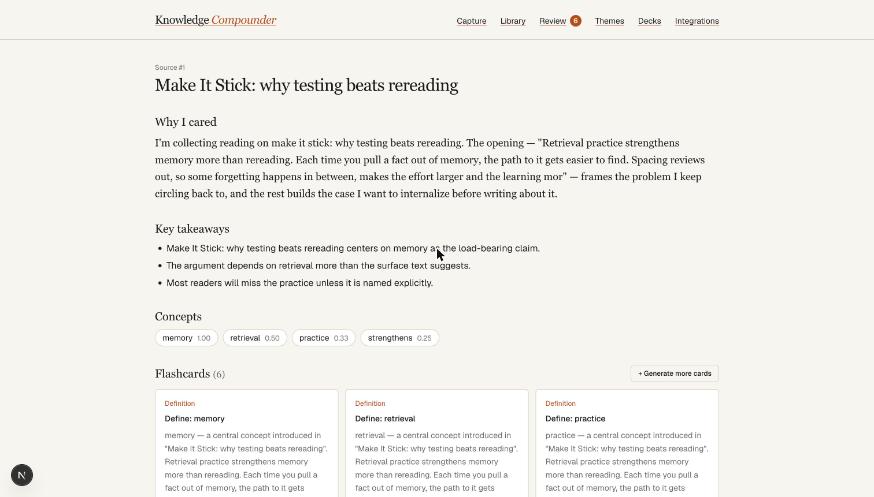 Knowledge Compounder
Capture Library Review 6 Themes Decks Integrations
Source #1
Make It Stick: why testing beats rereading
Why I cared
I'm collecting reading on make it stick: why testing beats rereading. The opening — "Retrieval practice strengthens
memory more than rereading. Each time you pull a fact out of memory, the path to it gets easier to find. Spacing reviews
out, so some forgetting happens in between, makes the effort larger and the learning mor" — frames the problem I keep
circling back to, and the rest builds the case I want to internalize before writing about it.
Key takeaways
• Make It Stick: why testing beats rereading centers on memory as the load-bearing claim.
• The argument depends on retrieval more than the surface text suggests.
• Most readers will miss the practice unless it is named explicitly.
Concepts
memory 1.00 retrieval 0.50 practice 0.33 strengthens 0.25
Flashcards (6)
+ Generate more cards
Definition
Define: memory
memory — a central concept introduced in
"Make It Stick: why testing beats rereading".
Retrieval practice strengthens memory
more than rereading. Each time you pull a
fact out of memory, the path to it gets
Definition
Define: retrieval
retrieval — a central concept introduced in
"Make It Stick: why testing beats rereading".
Retrieval practice strengthens memory
more than rereading. Each time you pull a
fact out of memory, the path to it gets
Definition
Define: practice
practice — a central concept introduced in
"Make It Stick: why testing beats rereading".
Retrieval practice strengthens memory
more than rereading. Each time you pull a
fact out of memory, the path to it gets
N